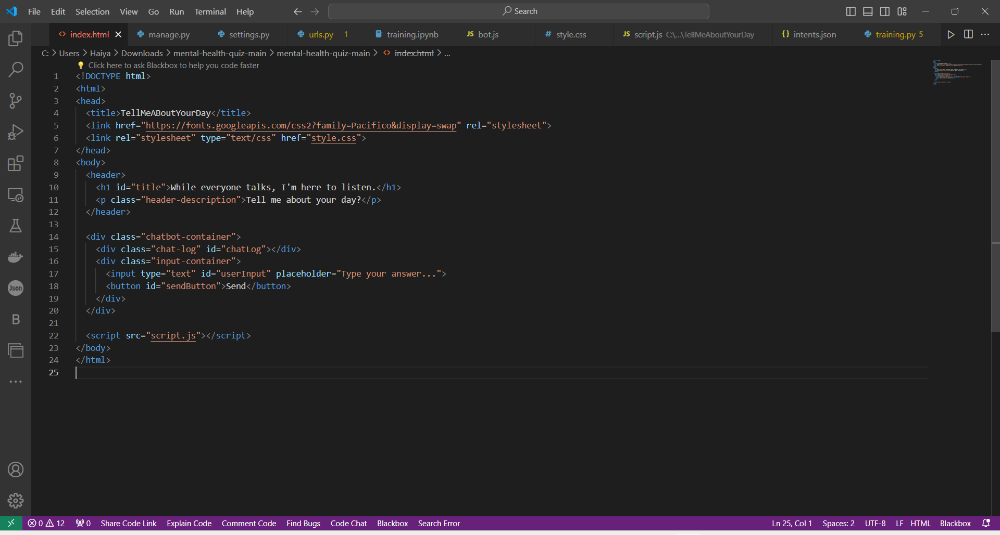 File Edit Selection View Go Run Terminal Help Search
index.html manage.py settings.py urls.py 1 training.ipynb JS bot.js # style.css JS script.js C:\...\TellMeAboutYourDay {} intents.json training.py 5
C: > Users > Haiya > Downloads > mental-health-quiz-main > mental-health-quiz-main > index.html > ...
Click here to ask Blackbox to help you code faster
1 <!DOCTYPE html>
2 <html>
3 <head>
4 <title>TellMeABoutYourDay</title>
5 <link href="https://fonts.googleapis.com/css2?family=Pacifico&display=swap" rel="stylesheet">
6 <link rel="stylesheet" type="text/css" href="style.css">
7 </head>
8 <body>
9 <header>
10 <h1 id="title">While everyone talks, I'm here to listen.</h1>
11 <p class="header-description">Tell me about your day?</p>
12 </header>
13
14 <div class="chatbot-container">
15 <div class="chat-log" id="chatLog"></div>
16 <div class="input-container">
17 <input type="text" id="userInput" placeholder="Type your answer...">
18 <button id="sendButton">Send</button>
19 </div>
20 </div>
21
22 <script src="script.js"></script>
23 </body>
24 </html>
25
Json
B
0 12 0 Share Code Link Explain Code Comment Code Find Bugs Code Chat Blackbox Search Error Ln 25, Col 1 Spaces: 2 UTF-8 LF HTML Blackbox